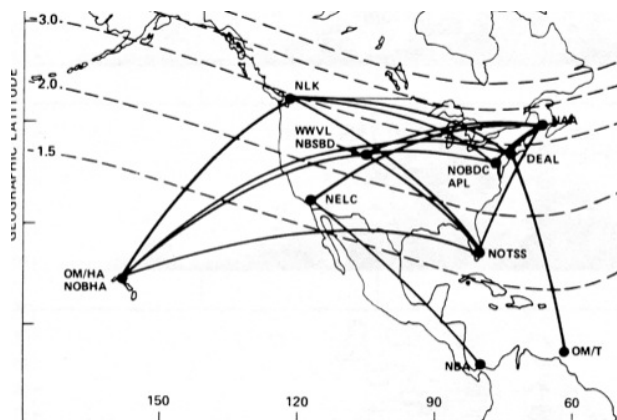 -3.0
-2.0
-1.5
GEOGRAPHIC LATITUDE
NLK
NAA
WWVL
NBSBD
DEAL
NOBDC
APL
NELC
NOTSS
OM/HA
NOBHA
NBA
OM/T
150
120
90
60